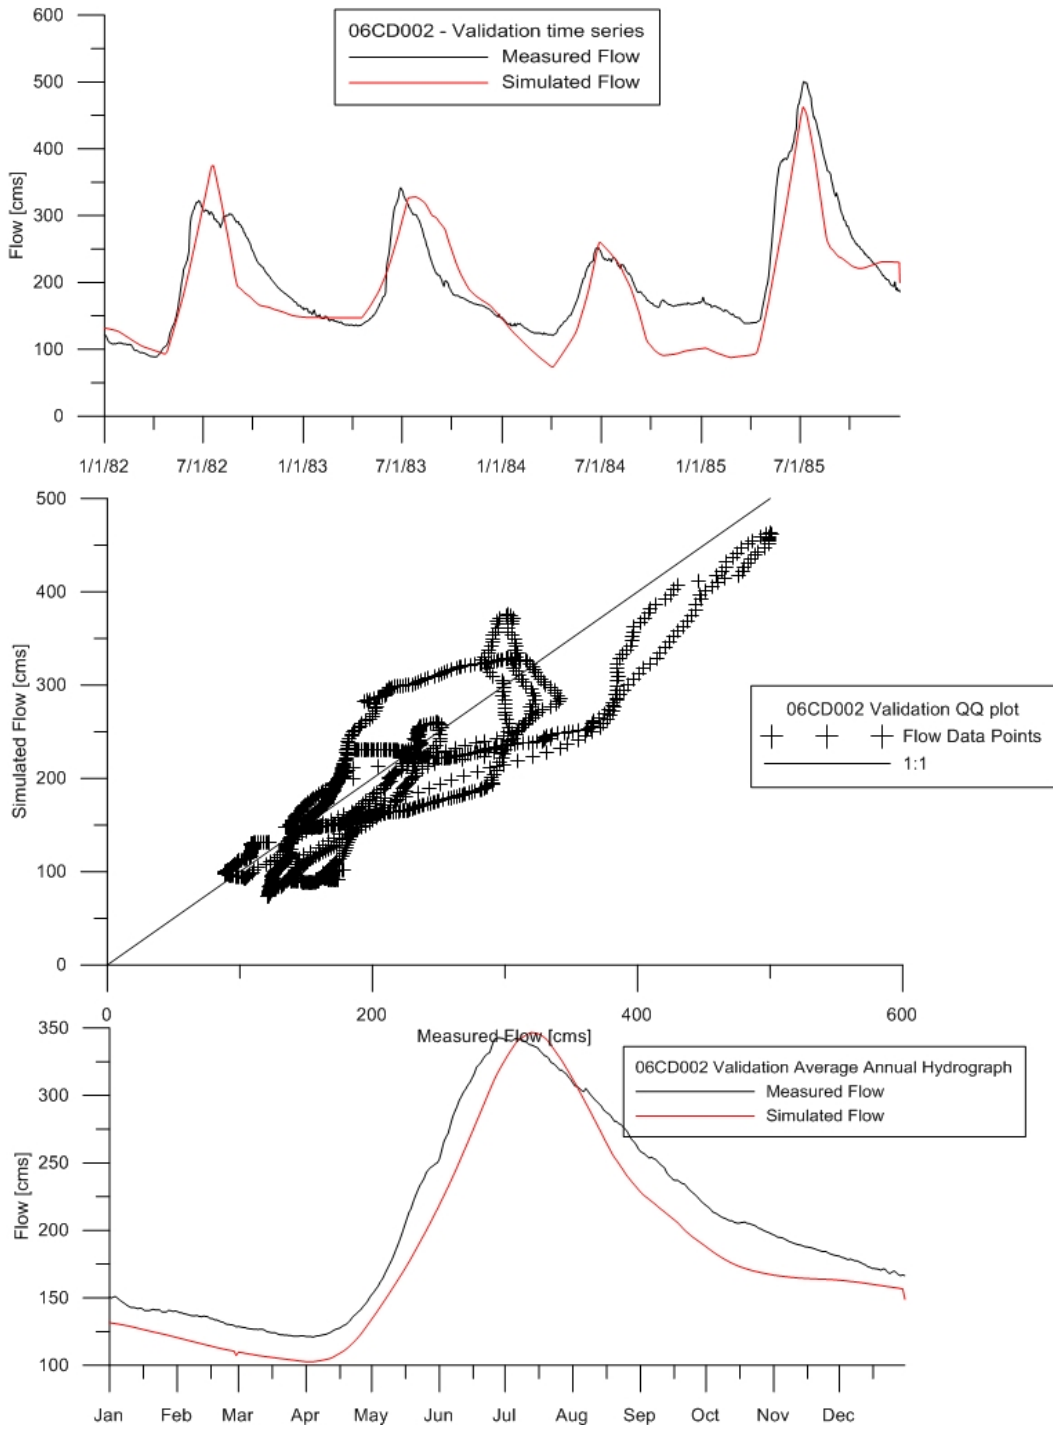 600
500
400
300
200
100
0
Flow [cms]
06CD002 - Validation time series
Measured Flow
Simulated Flow
1/1/82 7/1/82 1/1/83 7/1/83 1/1/84 7/1/84 1/1/85 7/1/85
500
400
300
200
100
0
Simulated Flow [cms]
06CD002 Validation QQ plot
Flow Data Points
1:1
0 200 400 600
Measured Flow [cms]
350
300
250
200
150
100
Flow [cms]
06CD002 Validation Average Annual Hydrograph
Measured Flow
Simulated Flow
Jan Feb Mar Apr May Jun Jul Aug Sep Oct Nov Dec